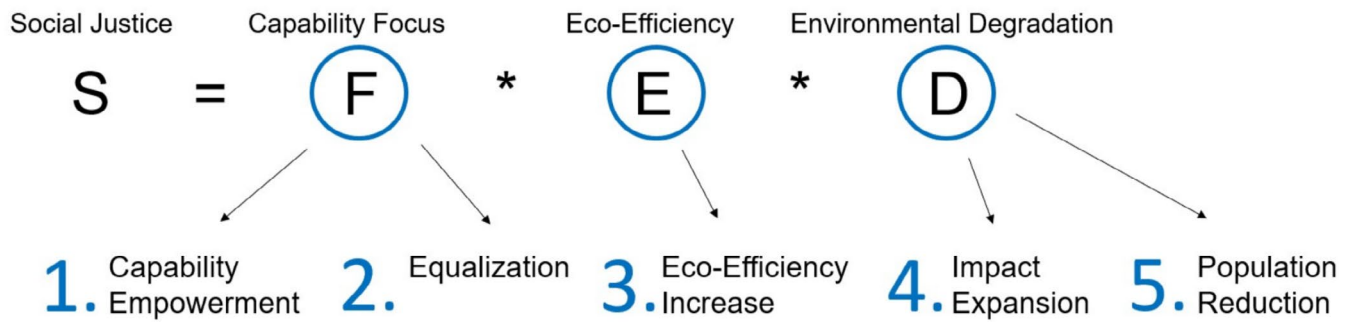 Social Justice Capability Focus Eco-Efficiency Environmental Degradation
S = F * E * D
1. Capability Empowerment
2. Equalization
3. Eco-Efficiency Increase
4. Impact Expansion
5. Population Reduction